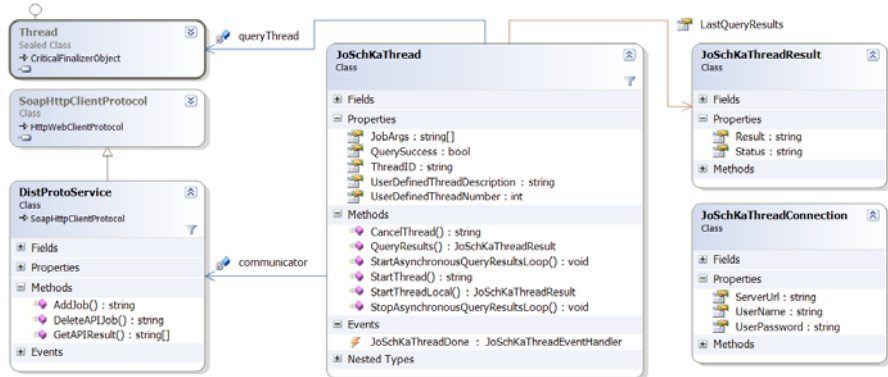 Thread
Sealed Class
CriticalFinalizerObject
queryThread
SoapHttpClientProtocol
Class
HttpWebClientProtocol
DistProtoService
Class
SoapHttpClientProtocol
Fields
Properties
Methods
AddJob() : string
DeleteAPIJob() : string
GetAPIResult() : string[]
Events
communicator
JoSchKaThread
Class
Fields
Properties
JobArgs : string[]
QuerySuccess : bool
ThreadID : string
UserDefinedThreadDescription : string
UserDefinedThreadNumber : int
Methods
CancelThread() : string
QueryResults() : JoSchKaThreadResult
StartAsynchronousQueryResultsLoop() : void
StartThread() : string
StartThreadLocal() : JoSchKaThreadResult
StopAsynchronousQueryResultsLoop() : void
Events
JoSchKaThreadDone : JoSchKaThreadEventHandler
Nested Types
LastQueryResults
JoSchKaThreadResult
Class
Fields
Properties
Result : string
Status : string
Methods
JoSchKaThreadConnection
Class
Fields
Properties
ServerUrl : string
UserName : string
UserPassword : string
Methods